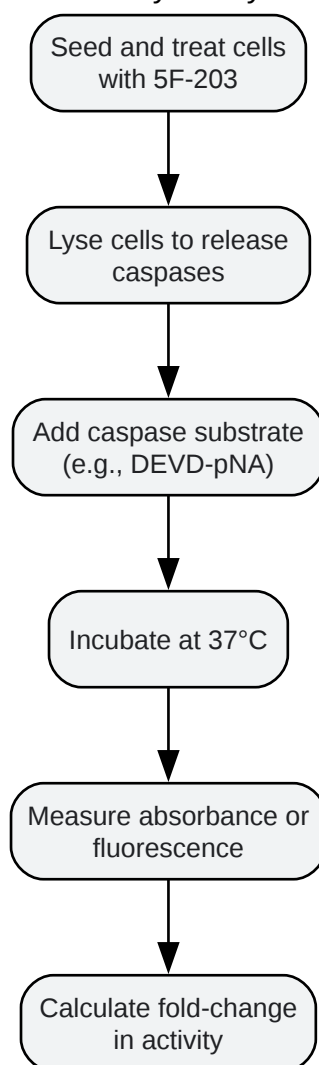 Seed and treat cells
with 5F-203
Lyse cells to release
caspases
Add caspase substrate
(e.g., DEVD-pNA)
Incubate at 37°C
Measure absorbance or
fluorescence
Calculate fold-change
in activity